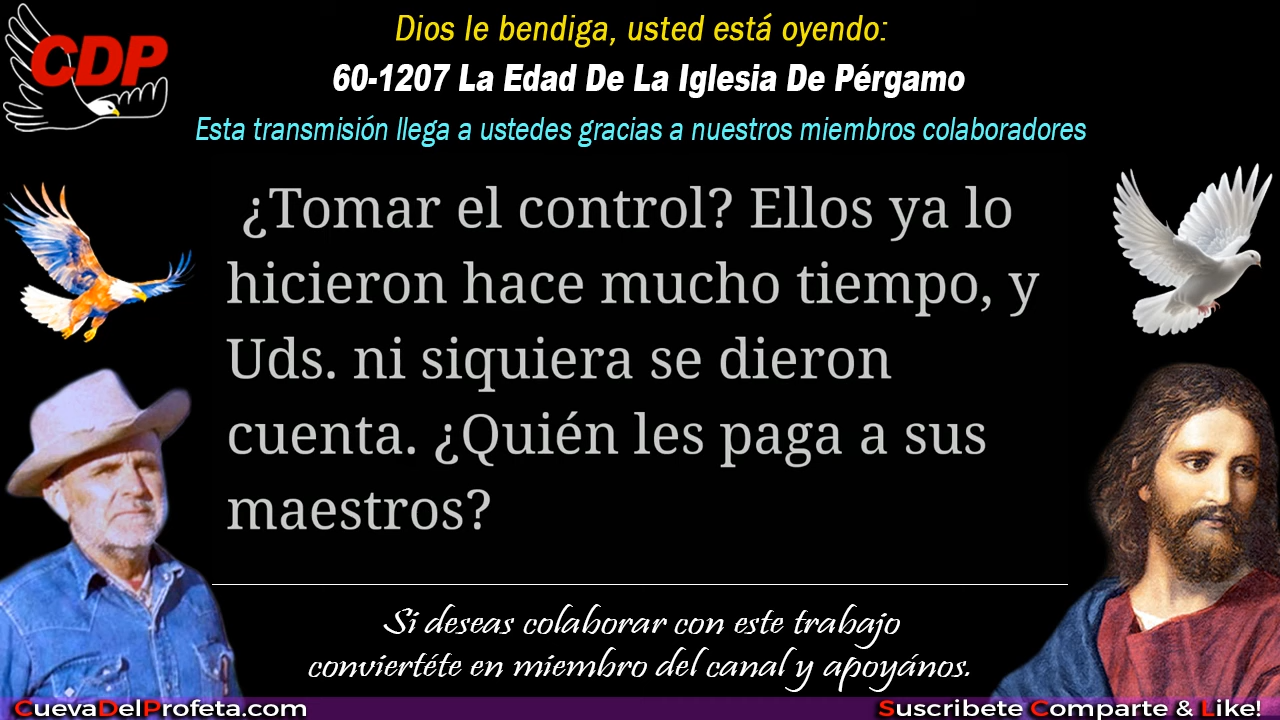 CDP
Dios le bendiga, usted está oyendo:
60-1207 La Edad De La Iglesia De Pérgamo
Esta transmisión llega a ustedes gracias a nuestros miembros colaboradores
¿Tomar el control? Ellos ya lo
hicieron hace mucho tiempo, y
Uds. ni siquiera se dieron
cuenta. ¿Quién les paga a sus
maestros?
Si deseas colaborar con este trabajo
conviertéte en miembro del canal y apoyános.
CuevaDelProfeta.com
Suscribete Comparte & Like!